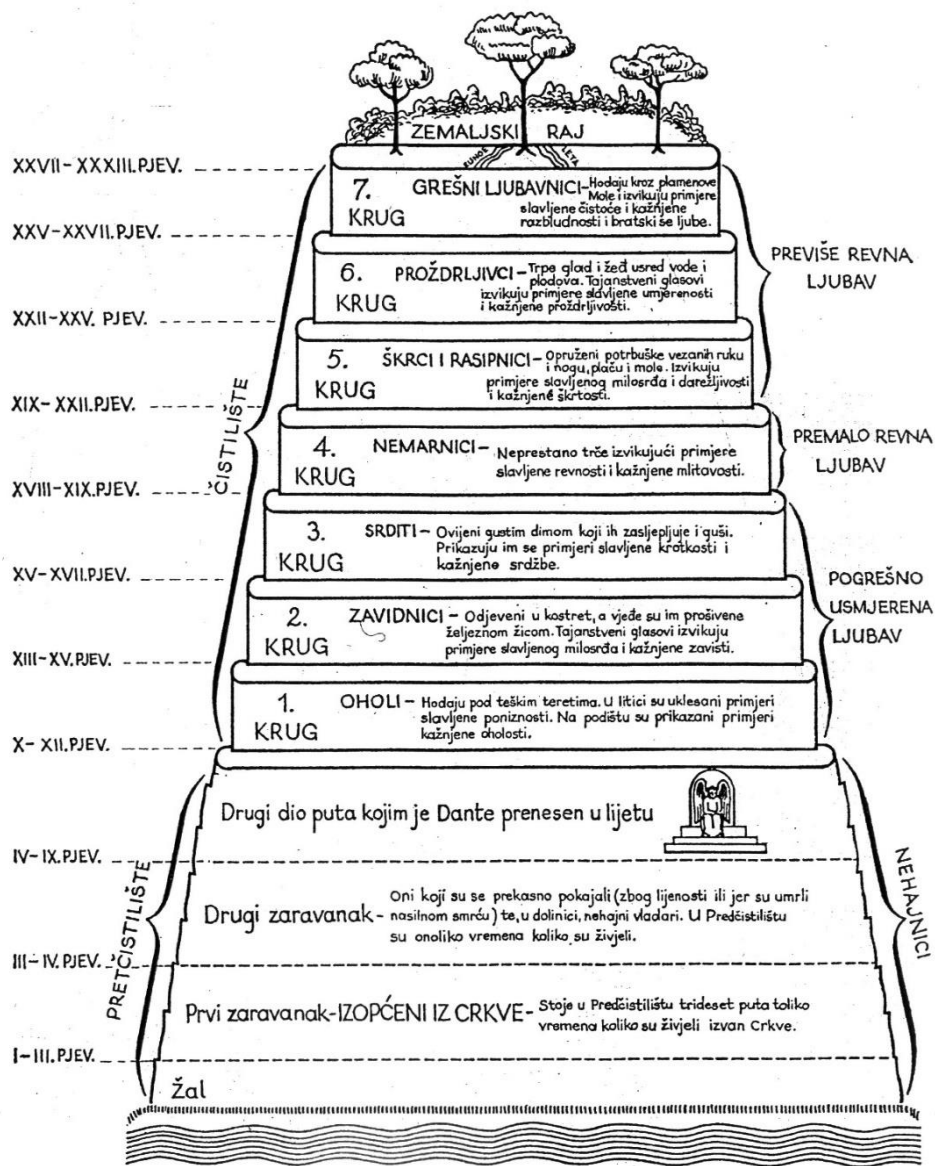 ZEMALJSKI RAJ
EUNOE LETA
XXVII-XXXIII.PJEV.
7. KRUG
GREŠNI LJUBAVNICI-Hodaju kroz plamenove
Mole i izvikuju primjere
slavljene čistoće i kažnjene
razbludnosti i bratski se ljube.
XXV-XXVII.PJEV.
6. KRUG
PROŽDRLJIVCI - Trpe glad i žeđ usred vode i
plodova. Tajanstveni glasovi
izvikuju primjere slavljene umjerenosti
i kažnjene proždrljivosti.
PREVIŠE REVNA
LJUBAV
XXII-XXV. PJEV.
5. KRUG
ŠKRCI I RASIPNICI - Opruženi potrbuške vezanih ruku
i nogu, plaču i mole. Izvikuju
primjere slavljenog milosrđa i darežljivosti
i kažnjene škrtosti.
XIX-XXII.PJEV.
ČISTILIŠTE
4. KRUG
NEMARNICI - Neprestano trče izvikujući primjere
slavljene revnosti i kažnjene mlitavosti.
PREMALO REVNA
LJUBAV
XVIII-XIX.PJEV.
3. KRUG
SRDITI - Ovijeni gustim dimom koji ih zasljepljuje i guši.
Prikazuju im se primjeri slavljene krotkosti i
kažnjene srdžbe.
XV-XVII.PJEV.
2. KRUG
ZAVIDNICI - Odjeveni u kostret, a vjeđe su im prošivene
željeznom žicom. Tajanstveni glasovi izvikuju
primjere slavljenog milosrđa i kažnjene zavisti.
POGREŠNO
USMJERENA
LJUBAV
XIII-XV.PJEV.
1. KRUG
OHOLI - Hodaju pod teškim teretima. U litici su uklesani primjeri
slavljene poniznosti. Na podištu su prikazani primjeri
kažnjene oholosti.
X-XII.PJEV.
Drugi dio puta kojim je Dante prenesen u lijetu
IV-IX.PJEV.
PRETČISTILIŠTE
NEHAJNICI
Drugi zaravanak - Oni koji su se prekasno pokajali (zbog lijenosti ili jer su umrli
nasilnom smrću) te, u dolinici, nehajni vladari. U Predčistilištu
su onoliko vremena koliko su živjeli.
III-IV.PJEV.
Prvi zaravanak-IZOPĆENI IZ CRKVE - Stoje u Predčistilištu trideset puta toliko
vremena koliko su živjeli izvan Crkve.
I-III.PJEV.
Žal